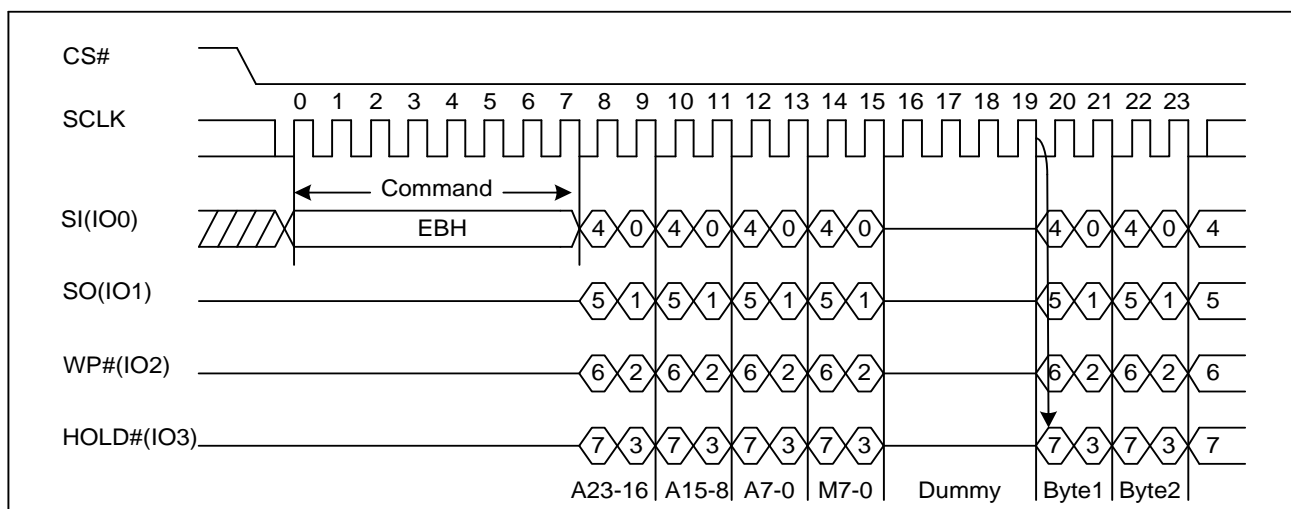 CS#
0 1 2 3 4 5 6 7 8 9 10 11 12 13 14 15 16 17 18 19 20 21 22 23
SCLK
Command
SI(IO0) EBH 4 0 4 0 4 0 4 0 4 0 4 0 4
SO(IO1) 5 1 5 1 5 1 5 1 5 1 5 1 5
WP#(IO2) 6 2 6 2 6 2 6 2 6 2 6 2 6
HOLD#(IO3) 7 3 7 3 7 3 7 3 7 3 7 3 7
A23-16 A15-8 A7-0 M7-0 Dummy Byte1 Byte2